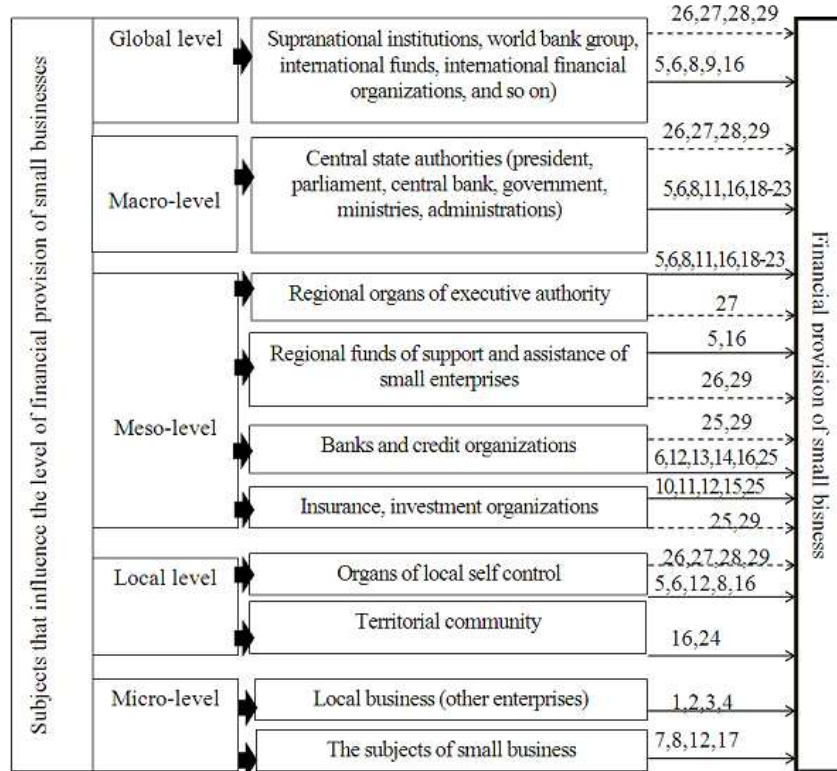 Subjects that influence the level of financial provision of small businesses
Global level
Supranational institutions, world bank group,
international funds, international financial
organizations, and so on)
26,27,28,29
5,6,8,9,16
Macro-level
Central state authorities (president,
parliament, central bank, government,
ministries, administrations)
26,27,28,29
5,6,8,11,16,18-23
Meso-level
Regional organs of executive authority
5,6,8,11,16,18-23
27
Regional funds of support and assistance of
small enterprises
5,16
26,29
Banks and credit organizations
25,29
6,12,13,14,16,25
Insurance, investment organizations
10,11,12,15,25
25,29
Local level
Organs of local self control
26,27,28,29
5,6,12,8,16
Territorial community
16,24
Micro-level
Local business (other enterprises)
1,2,3,4
The subjects of small business
7,8,12,17
Financial provision of small bisness